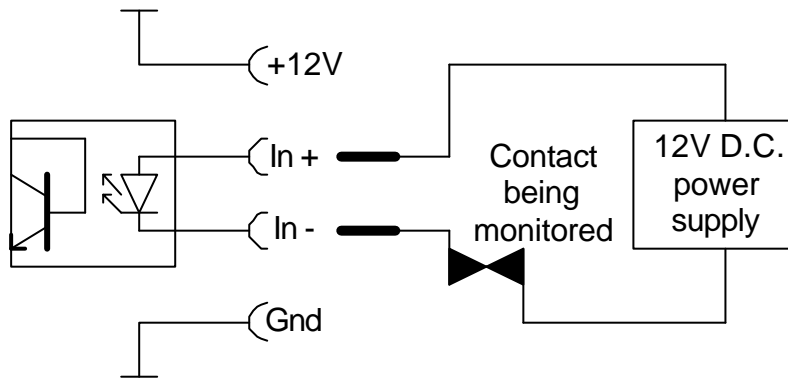 +12V
In +
In -
Gnd
Contact
being
monitored
12V D.C.
power
supply